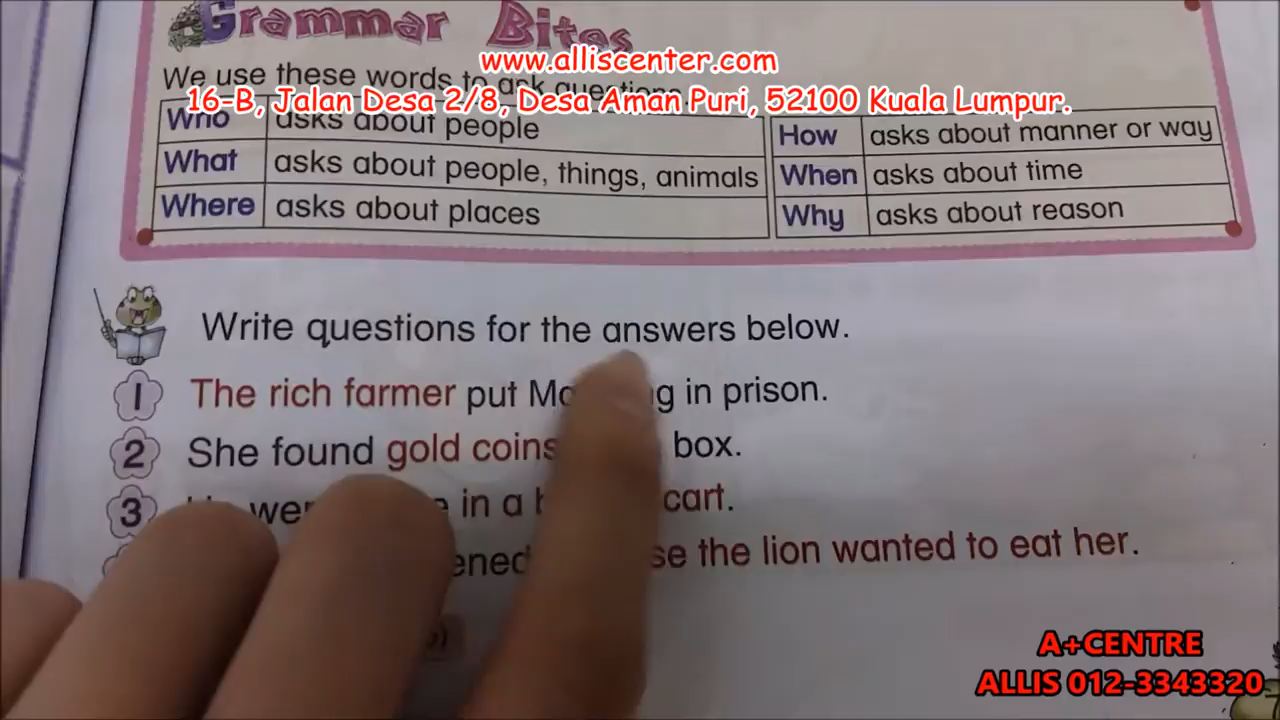 Grammar Bites
www.alliscenter.com
We use these words to ask questions.
16-B, Jalan Desa 2/8, Desa Aman Puri, 52100 Kuala Lumpur.
Who asks about people
What asks about people, things, animals
Where asks about places
How asks about manner or way
When asks about time
Why asks about reason
Write questions for the answers below.
1 The rich farmer put in prison.
2 She found gold coins box.
3 in a cart.
the lion wanted to eat her.
A+CENTRE
ALLIS 012-3343320